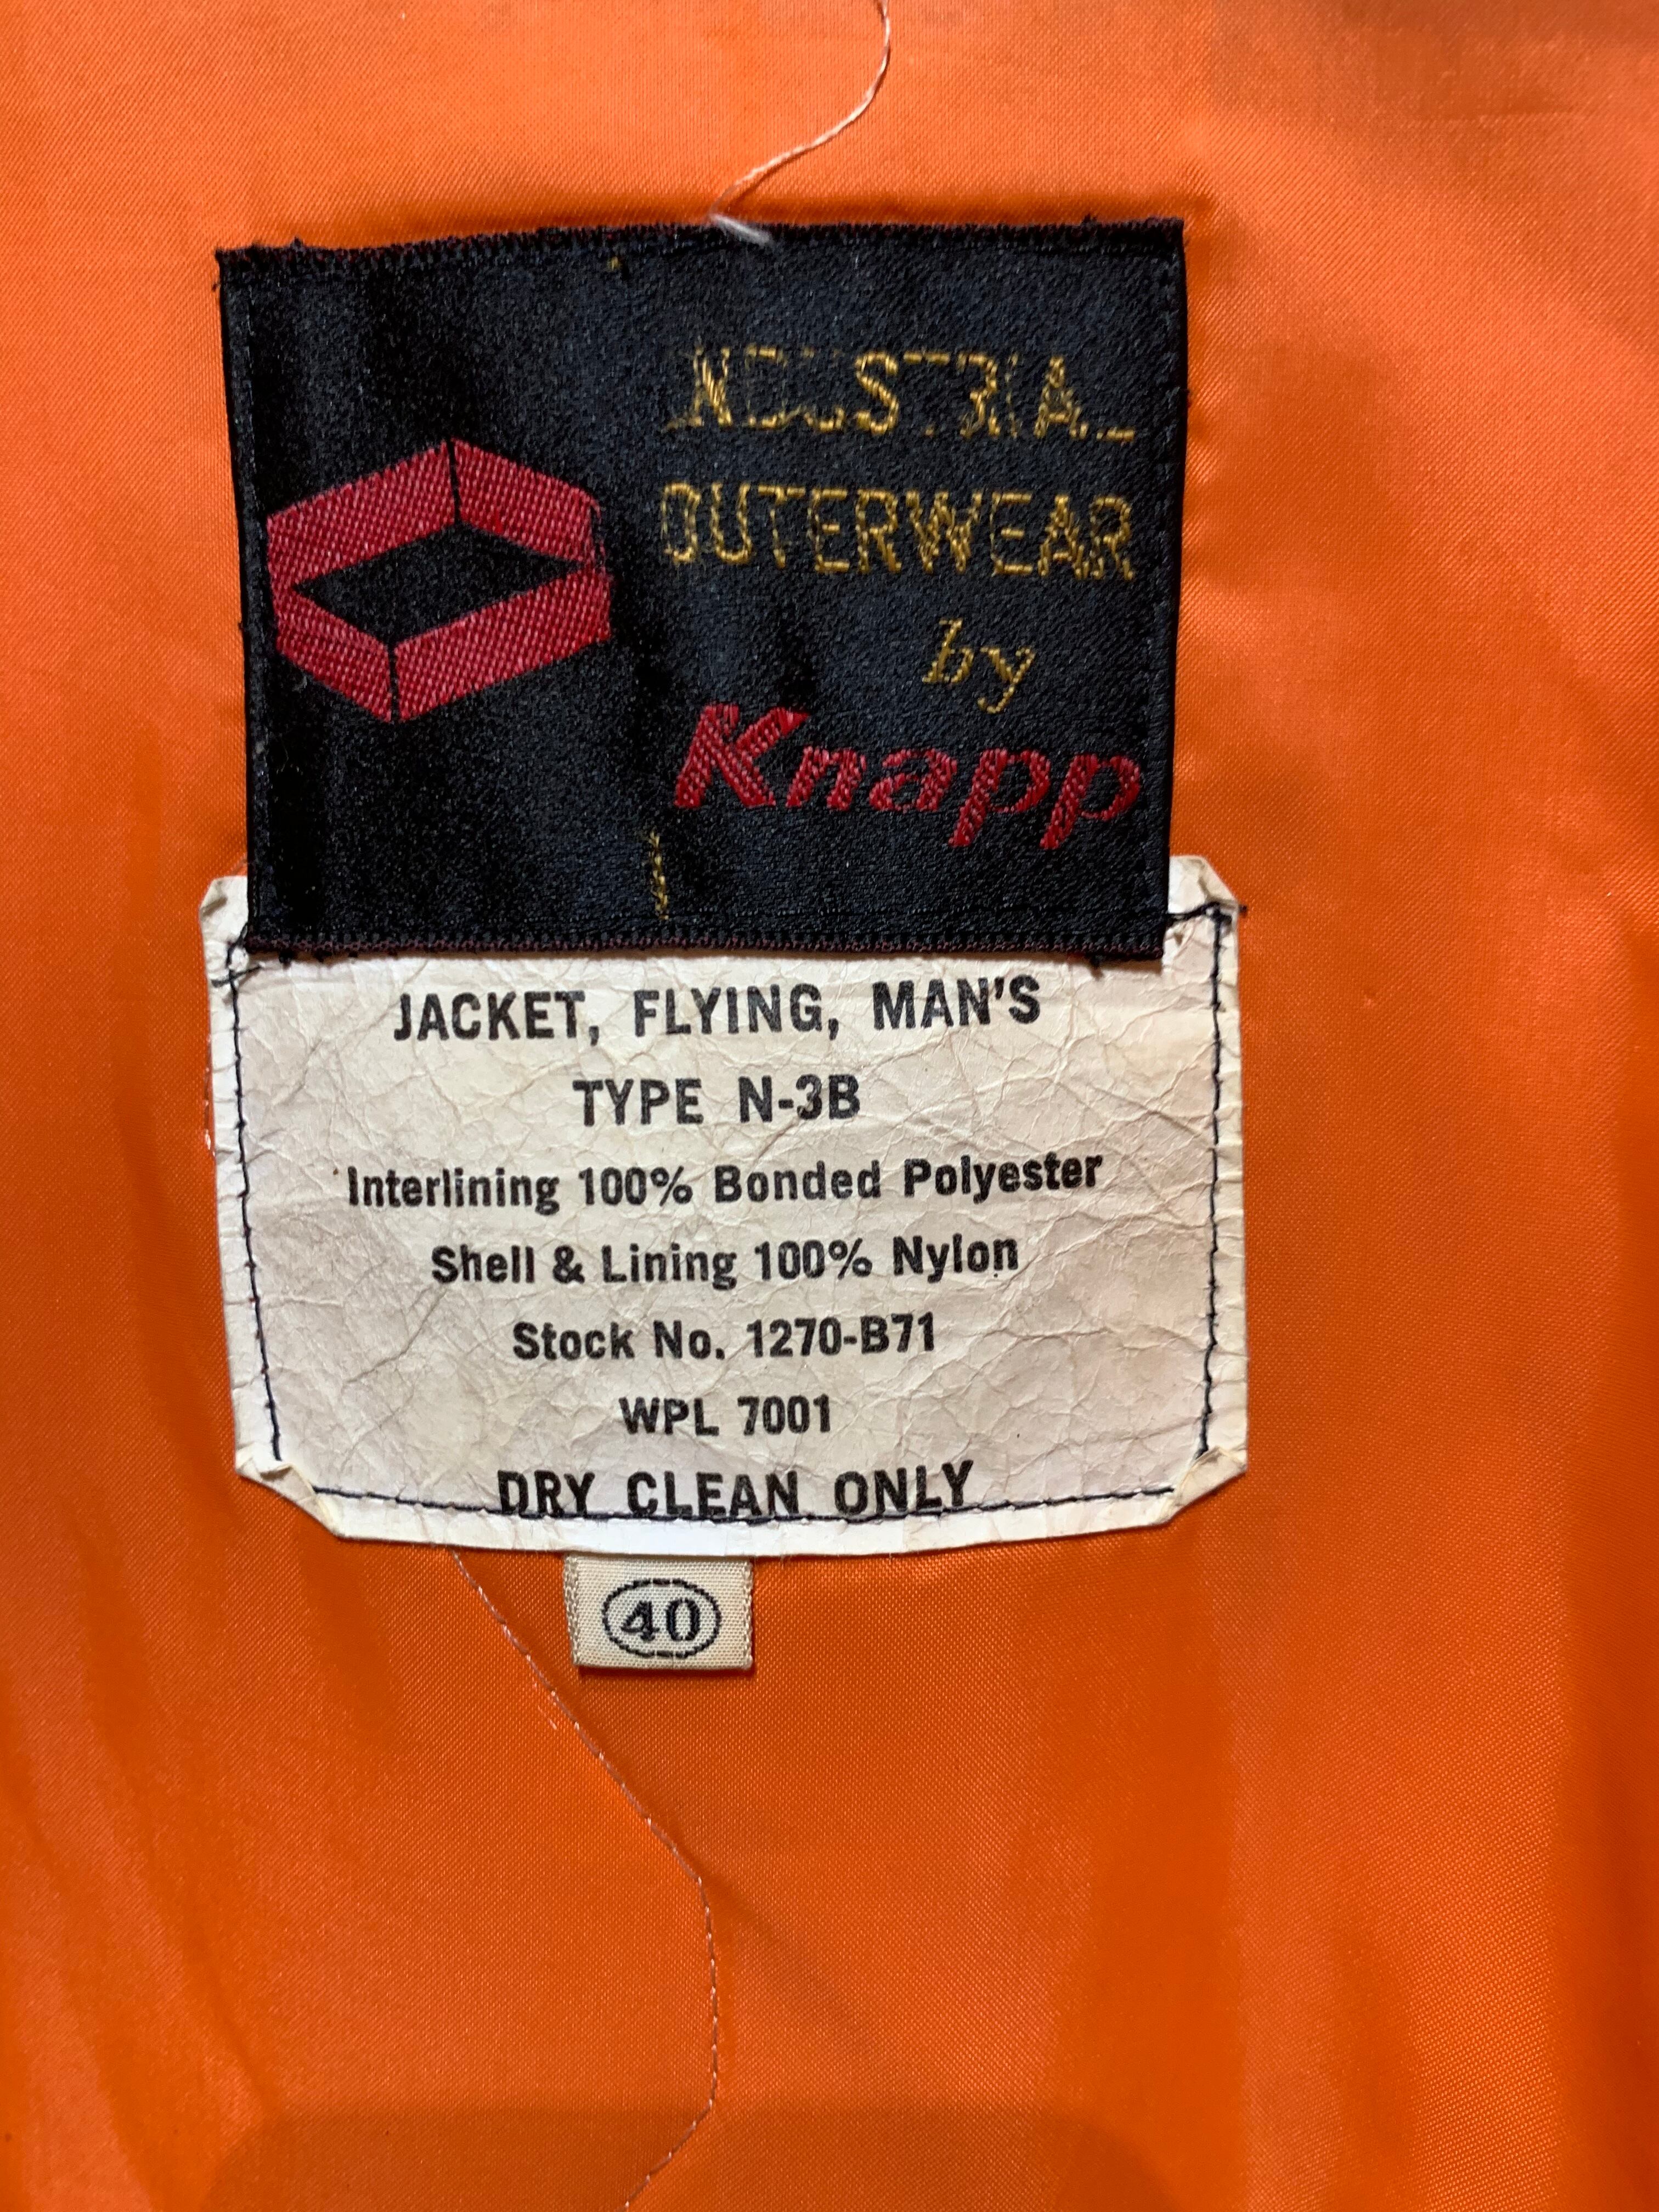 INDUSTRIAL
OUTERWEAR
by
Knapp
JACKET, FLYING, MAN'S
TYPE N-3B
Interlining 100% Bonded Polyester
Shell & Lining 100% Nylon
Stock No. 1270-B71
WPL 7001
DRY CLEAN ONLY
40